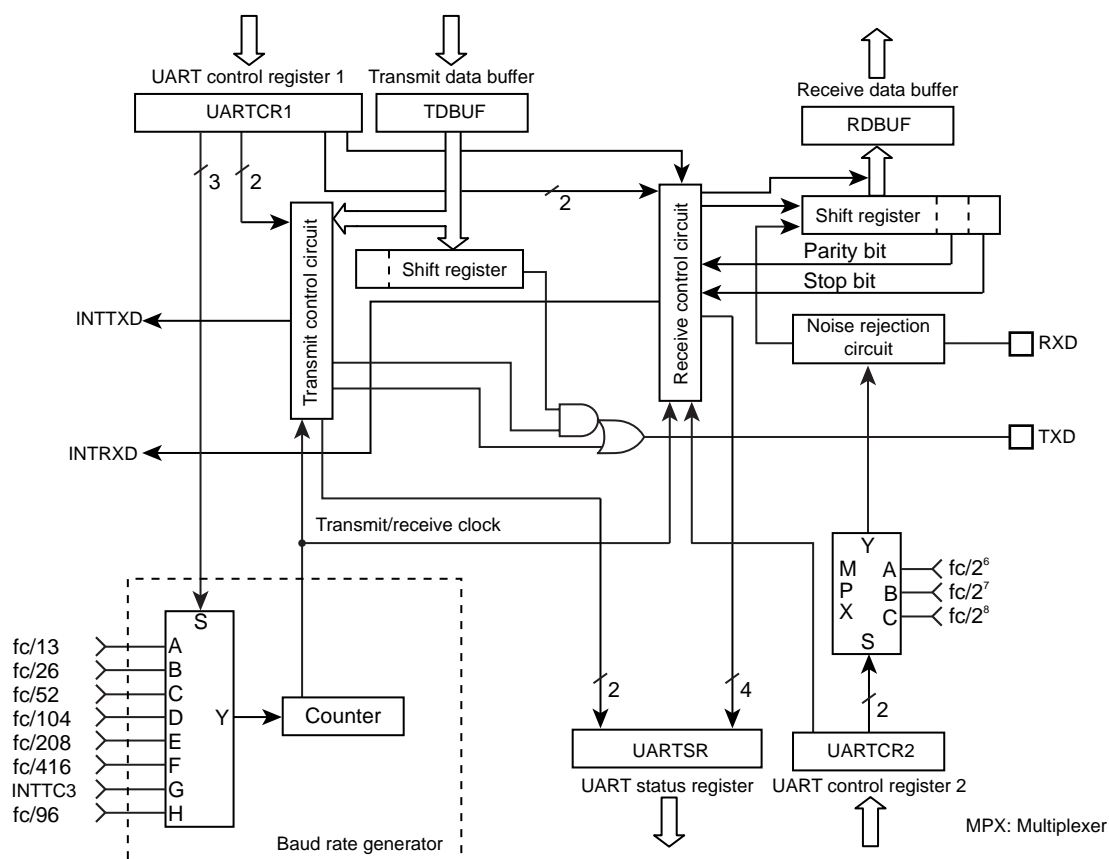 UART control register 1
Transmit data buffer
Receive data buffer
UARTCR1
TDBUF
RDBUF
3
2
2
Transmit control circuit
Shift register
Receive control circuit
Shift register
Parity bit
Stop bit
INTTXD
Noise rejection
circuit
RXD
INTRXD
TXD
Transmit/receive clock
Y
M
P
X
A
B
C
S
fc/2⁶
fc/2⁷
fc/2⁸
2
4
2
S
fc/13
A
fc/26
B
fc/52
C
fc/104
D
Y
Counter
fc/208
E
fc/416
F
INTTC3
G
fc/96
H
Baud rate generator
UARTSR
UART status register
UARTCR2
UART control register 2
MPX: Multiplexer